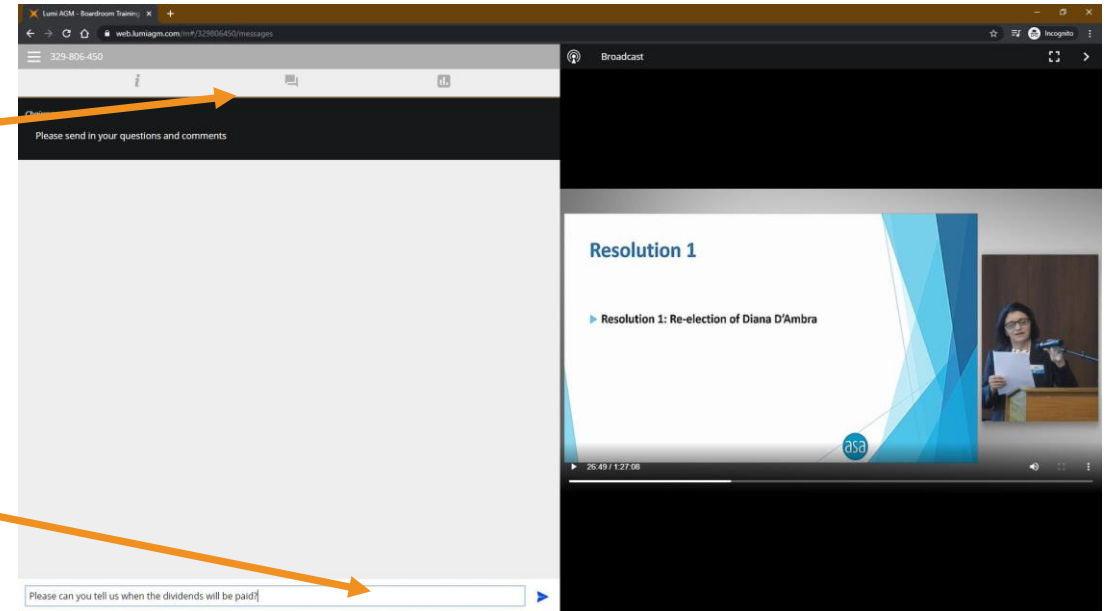 Lumi AGM - Boardroom Training
web.lumiagm.com/m#/329806450/messages
Incognito
329-806-450
Broadcast
i
Please send in your questions and comments
Resolution 1
Resolution 1: Re-election of Diana D'Ambra
asa
26:49 / 1:27:08
Please can you tell us when the dividends will be paid?